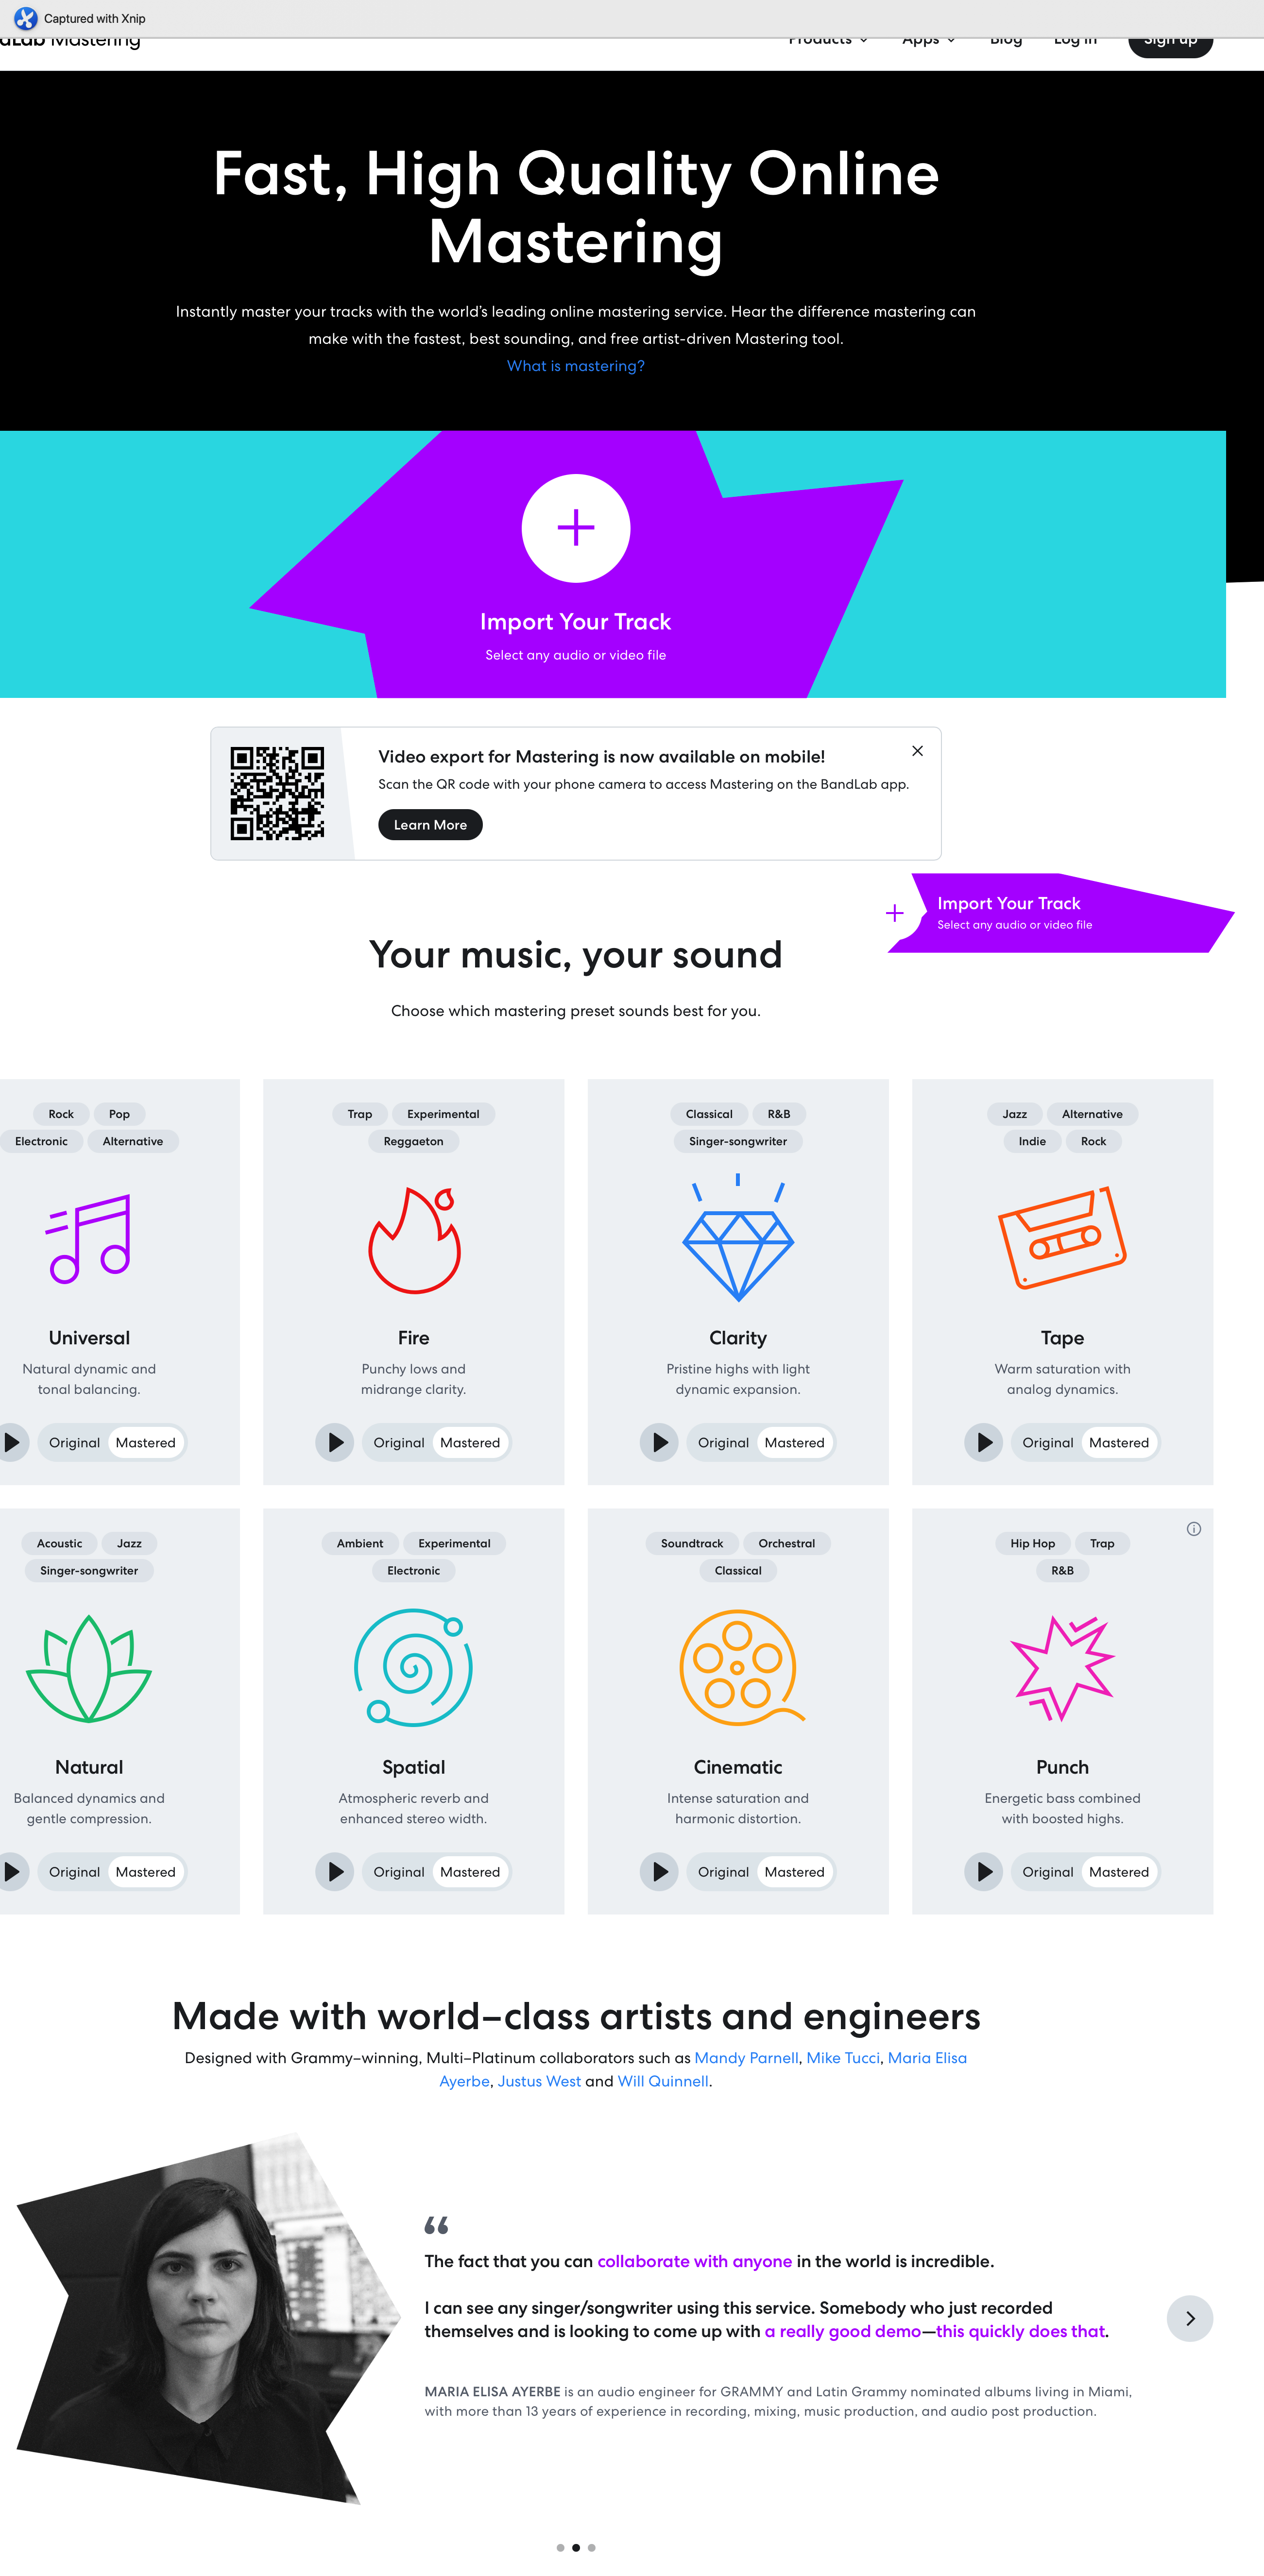 Captured with Xnip
Mastering
Products
Apps
Blog
Log in
Sign up
Fast, High Quality Online
Mastering
Instantly master your tracks with the world's leading online mastering service. Hear the difference mastering can
make with the fastest, best sounding, and free artist-driven Mastering tool.
What is mastering?
Import Your Track
Select any audio or video file
Video export for Mastering is now available on mobile!
Scan the QR code with your phone camera to access Mastering on the BandLab app.
Learn More
Import Your Track
Select any audio or video file
Your music, your sound
Choose which mastering preset sounds best for you.
Rock Pop
Electronic Alternative
Universal
Natural dynamic and
tonal balancing.
Original Mastered
Trap Experimental
Reggaeton
Fire
Punchy lows and
midrange clarity.
Original Mastered
Classical R&B
Singer-songwriter
Clarity
Pristine highs with light
dynamic expansion.
Original Mastered
Jazz Alternative
Indie Rock
Tape
Warm saturation with
analog dynamics.
Original Mastered
Acoustic Jazz
Singer-songwriter
Natural
Balanced dynamics and
gentle compression.
Original Mastered
Ambient Experimental
Electronic
Spatial
Atmospheric reverb and
enhanced stereo width.
Original Mastered
Soundtrack Orchestral
Classical
Cinematic
Intense saturation and
harmonic distortion.
Original Mastered
Hip Hop Trap
R&B
Punch
Energetic bass combined
with boosted highs.
Original Mastered
Made with world–class artists and engineers
Designed with Grammy–winning, Multi–Platinum collaborators such as Mandy Parnell, Mike Tucci, Maria Elisa
Ayerbe, Justus West and Will Quinnell.
“
The fact that you can collaborate with anyone in the world is incredible.
I can see any singer/songwriter using this service. Somebody who just recorded
themselves and is looking to come up with a really good demo—this quickly does that.
MARIA ELISA AYERBE is an audio engineer for GRAMMY and Latin Grammy nominated albums living in Miami,
with more than 13 years of experience in recording, mixing, music production, and audio post production.